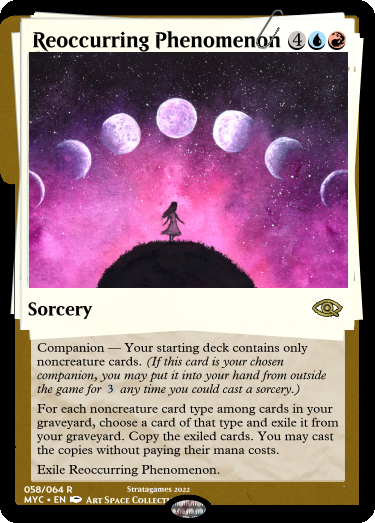 Reoccurring Phenomenon 4
Sorcery
Companion — Your starting deck contains only
noncreature cards. (If this card is your chosen
companion, you may put it into your hand from outside
the game for 3 any time you could cast a sorcery.)
For each noncreature card type among cards in your
graveyard, choose a card of that type and exile it from
your graveyard. Copy the exiled cards. You may cast
the copies without paying their mana costs.
Exile Reoccurring Phenomenon.
058/064 R
Stratagames 2022
MYC • EN Art Space Collecti